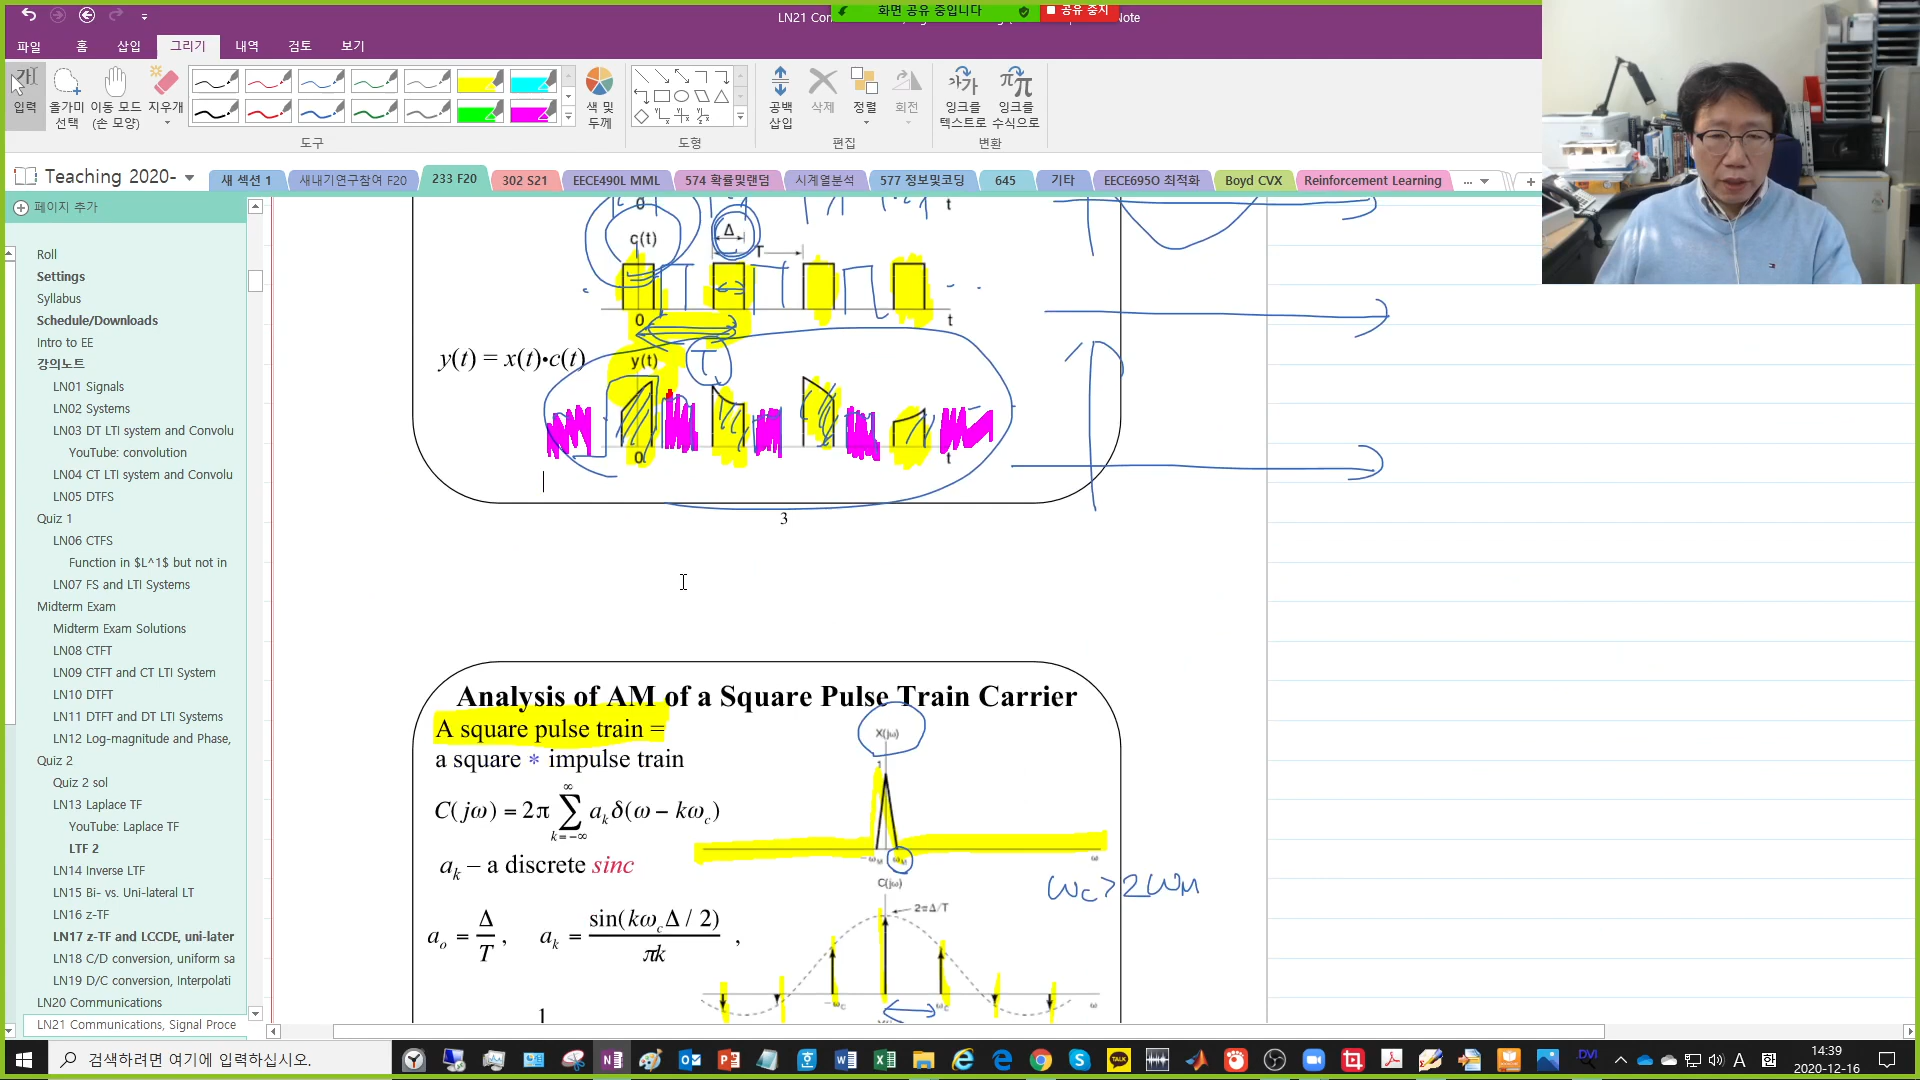 화면 공유 중입니다
공유 중지
파일 홈 삽입 그리기 내역 검토 보기
입력
올가미
선택
이동 모드
(손 모양)
지우개
색 및
두께
공백
삽입
삭제
정렬
회전
잉크를
텍스트로
잉크를
수식으로
도구
도형
편집
변환
Teaching 2020-
새 섹션 1
새내기연구참여 F20
233 F20
302 S21
EECE490L MML
574 확률및랜덤
시계열분석
577 정보및코딩
645
기타
EECE695O 최적화
Boyd CVX
Reinforcement Learning
...
페이지 추가
Roll
Settings
Syllabus
Schedule/Downloads
Intro to EE
강의노트
LN01 Signals
LN02 Systems
LN03 DT LTI system and Convolu
YouTube: convolution
LN04 CT LTI system and Convolu
LN05 DTFS
Quiz 1
LN06 CTFS
Function in $L^1$ but not in
LN07 FS and LTI Systems
Midterm Exam
Midterm Exam Solutions
LN08 CTFT
LN09 CTFT and CT LTI System
LN10 DTFT
LN11 DTFT and DT LTI Systems
LN12 Log-magnitude and Phase,
Quiz 2
Quiz 2 sol
LN13 Laplace TF
YouTube: Laplace TF
LTF 2
LN14 Inverse LTF
LN15 Bi- vs. Uni-lateral LT
LN16 z-TF
LN17 z-TF and LCCDE, uni-later
LN18 C/D conversion, uniform sa
LN19 D/C conversion, Interpolati
LN20 Communications
LN21 Communications, Signal Proce
0 t
c(t)
Δ
T
0 t
y(t) = x(t)•c(t)
y(t)
T
0 t
3
Analysis of AM of a Square Pulse Train Carrier
A square pulse train =
a square * impulse train
C(jω) = 2π ∑ a_k δ(ω − kω_c)
∞
k=−∞
a_k – a discrete sinc
a_o = Δ/T , a_k = sin(kω_cΔ / 2)/πk ,
1
X(jω)
1
−ω_M ω_M ω
C(jω)
ω_c > 2ω_M
2πΔ/T
−ω_c ω_c ω
검색하려면 여기에 입력하십시오.
A 한
14:39
2020-12-16